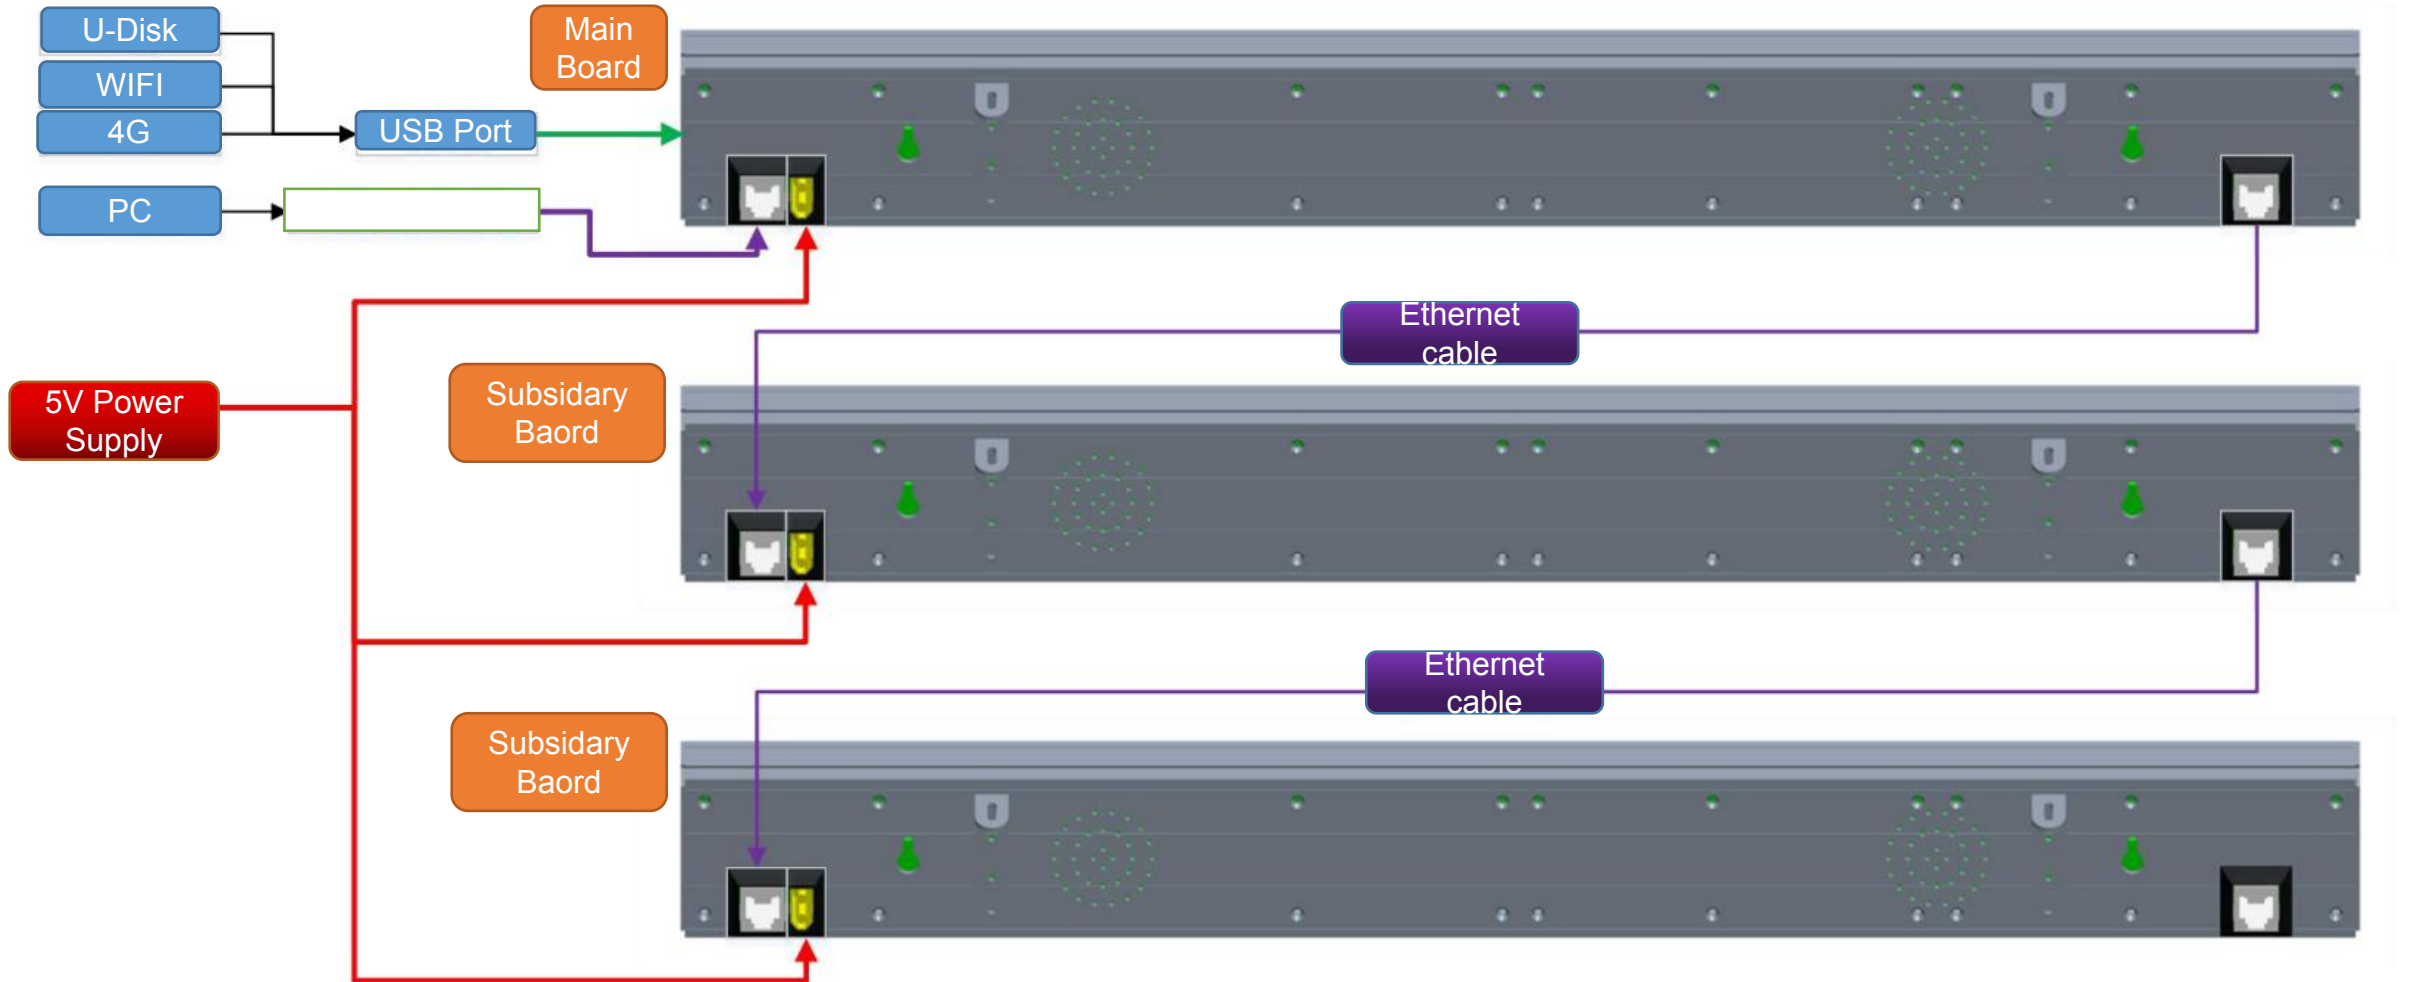 U-Disk
WIFI
4G
USB Port
PC
Main
Board
Ethernet
cable
5V Power
Supply
Subsidary
Baord
Ethernet
cable
Subsidary
Baord